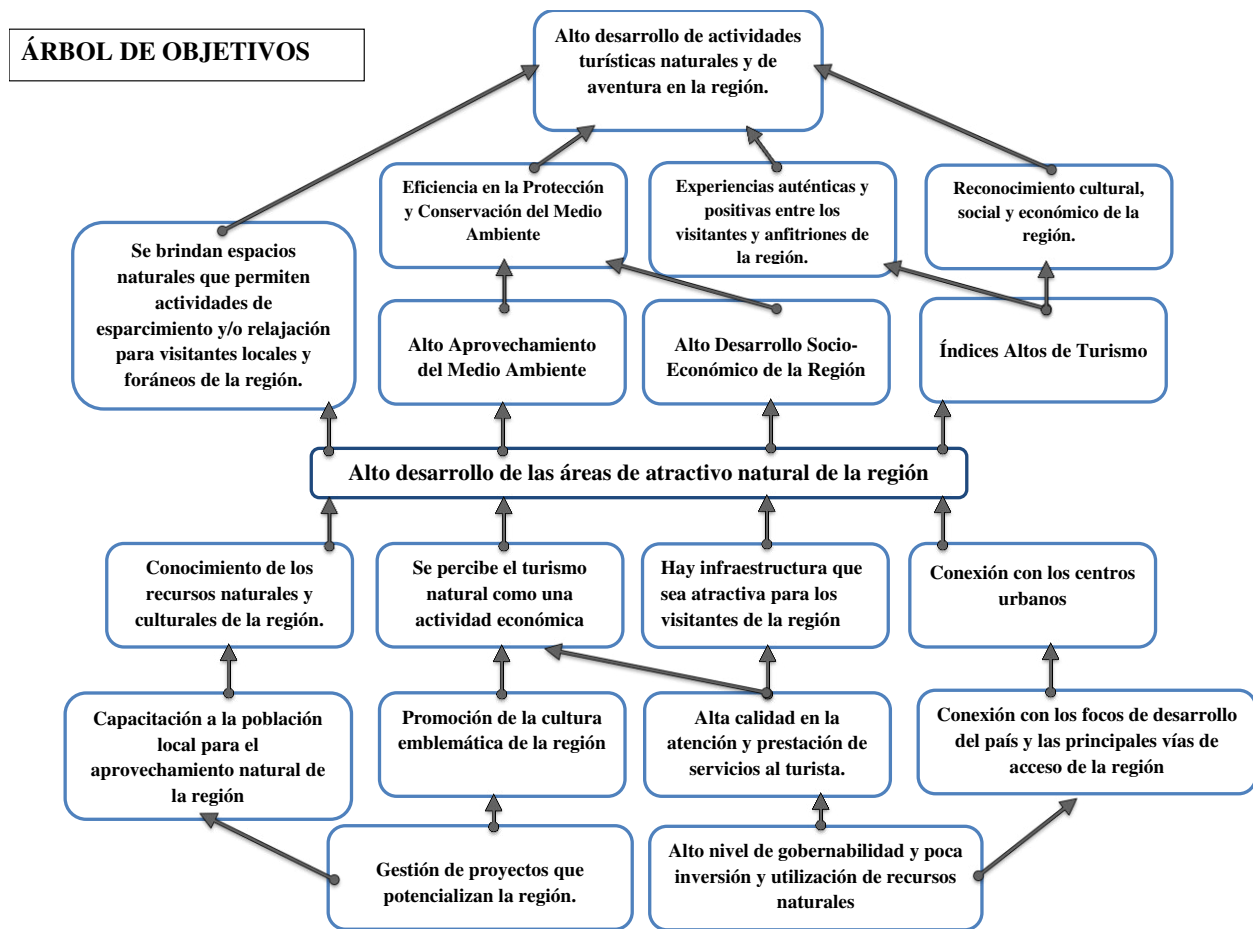 ÁRBOL DE OBJETIVOS
Alto desarrollo de actividades
turísticas naturales y de
aventura en la región.
Eficiencia en la Protección
y Conservación del Medio
Ambiente
Experiencias auténticas y
positivas entre los
visitantes y anfitriones de
la región.
Reconocimiento cultural,
social y económico de la
región.
Se brindan espacios
naturales que permiten
actividades de
esparcimiento y/o relajación
para visitantes locales y
foráneos de la región.
Alto Aprovechamiento
del Medio Ambiente
Alto Desarrollo Socio-
Económico de la Región
Índices Altos de Turismo
Alto desarrollo de las áreas de atractivo natural de la región
Conocimiento de los
recursos naturales y
culturales de la región.
Se percibe el turismo
natural como una
actividad económica
Hay infraestructura que
sea atractiva para los
visitantes de la región
Conexión con los centros
urbanos
Capacitación a la población
local para el
aprovechamiento natural de
la región
Promoción de la cultura
emblemática de la región
Alta calidad en la
atención y prestación de
servicios al turista.
Conexión con los focos de desarrollo
del país y las principales vías de
acceso de la región
Gestión de proyectos que
potencializan la región.
Alto nivel de gobernabilidad y poca
inversión y utilización de recursos
naturales